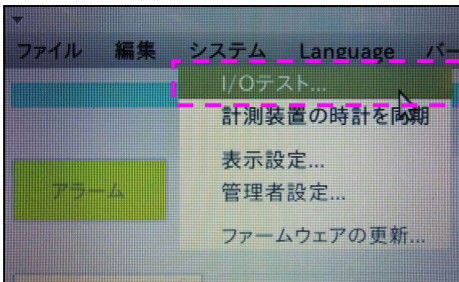 ファイル 編集 システム Language バー
I/Oテスト...
計測装置の時計を同期
表示設定...
アラーム
管理者設定...
ファームウェアの更新...